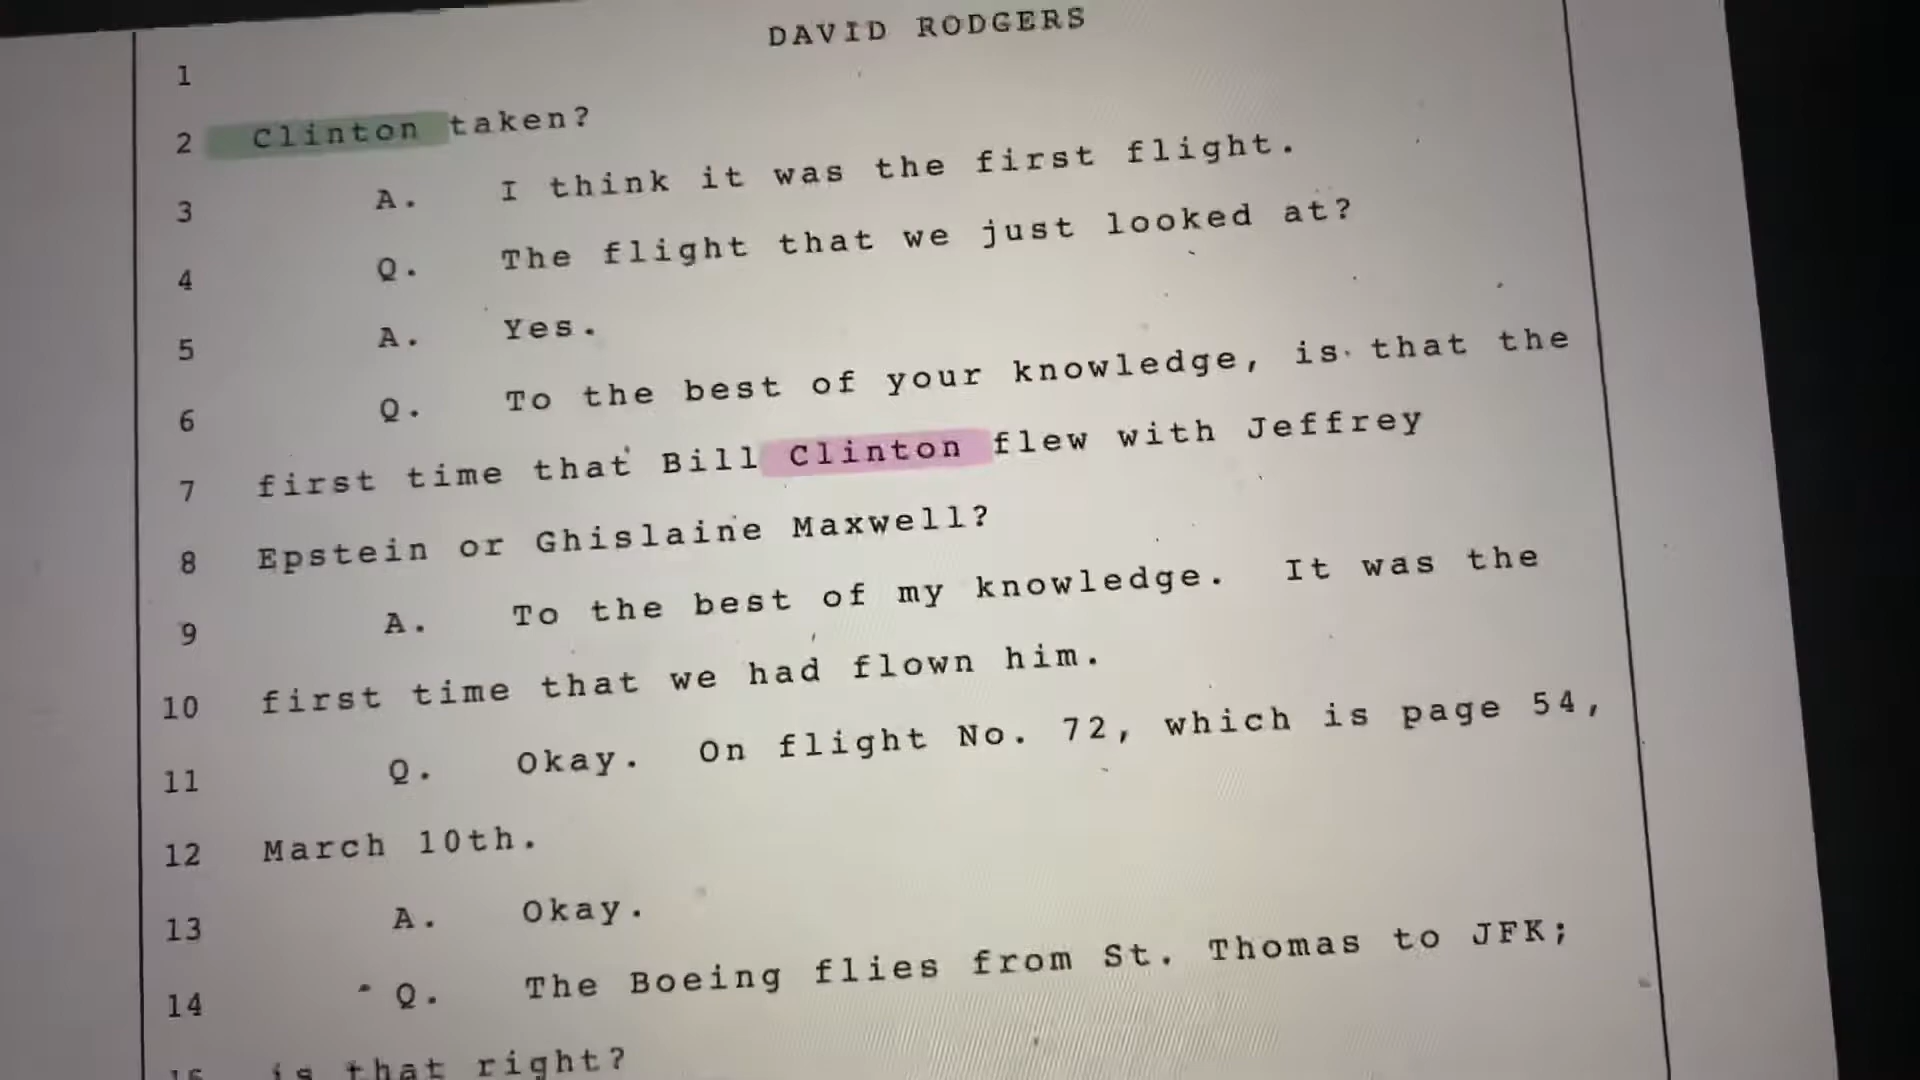 DAVID RODGERS
1
2 Clinton taken?
3 A. I think it was the first flight.
4 Q. The flight that we just looked at?
5 A. Yes.
6 Q. To the best of your knowledge, is that the
7 first time that Bill Clinton flew with Jeffrey
8 Epstein or Ghislaine Maxwell?
9 A. To the best of my knowledge. It was the
10 first time that we had flown him.
11 Q. Okay. On flight No. 72, which is page 54,
12 March 10th.
13 A. Okay.
14 Q. The Boeing flies from St. Thomas to JFK;
15 is that right?